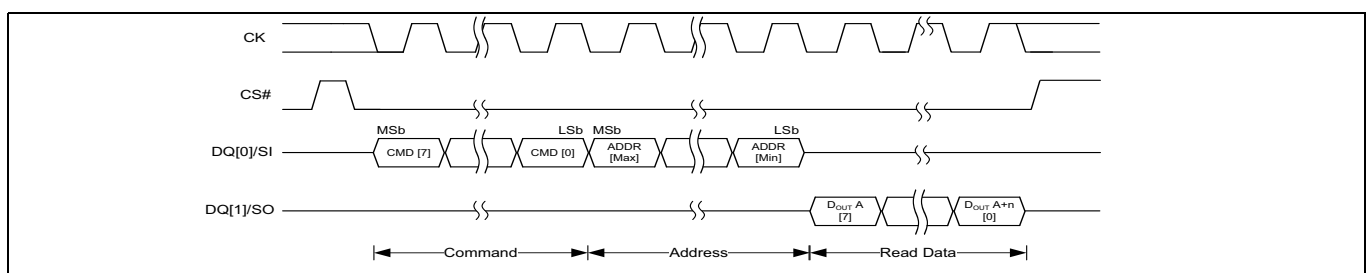 CK
CS#
MSb LSb MSb LSb
DQ[0]/SI CMD [7] CMD [0] ADDR [Max] ADDR [Min]
DQ[1]/SO DOUT A [7] DOUT A+n [0]
Command Address Read Data